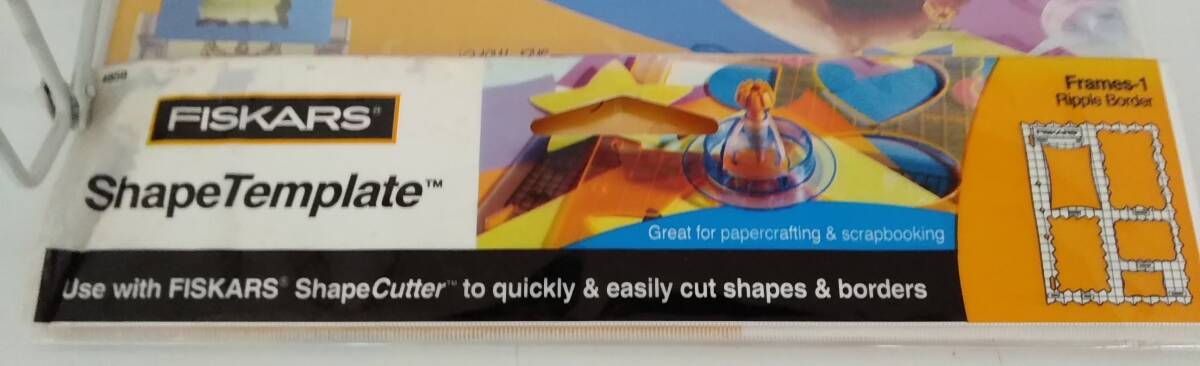 FISKARS®
ShapeTemplate™
Great for papercrafting & scrapbooking
Frames-1
Ripple Border
FISKARS
Use with FISKARS® ShapeCutter™ to quickly & easily cut shapes & borders